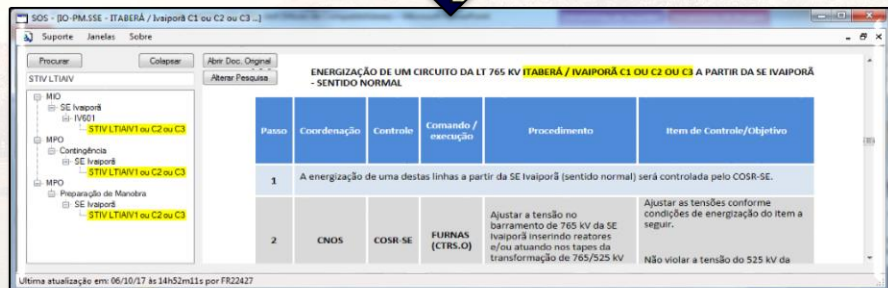 SOS - [IO-PM.SSE - ITABERÁ / Ivaiporã C1 ou C2 ou C3 ...]
Suporte Janelas Sobre
Procurar Colapsar
STIV LTIAIV
MIO
SE Ivaiporã
IV601
STIV LTIAIV1 ou C2 ou C3
MPO
Contingência
SE Ivaiporã
STIV LTIAIV1 ou C2 ou C3
MPO
Preparação de Manobra
SE Ivaiporã
STIV LTIAIV1 ou C2 ou C3
Abrir Doc. Original
Alterar Pesquisa
ENERGIZAÇÃO DE UM CIRCUITO DA LT 765 KV ITABERÁ / IVAIPORÃ C1 OU C2 OU C3 A PARTIR DA SE IVAIPORÃ
- SENTIDO NORMAL
Passo Coordenação Controle Comando / execução Procedimento Item de Controle/Objetivo
1 A energização de uma destas linhas a partir da SE Ivaiporã (sentido normal) será controlada pelo COSR-SE.
2 CNOS COSR-SE FURNAS (CTRS.O)
Ajustar a tensão no
barramento de 765 kV da SE
Ivaiporã inserindo reatores
e/ou atuando nos tapes da
transformação de 765/525 kV
Ajustar as tensões conforme
condições de energização do item a
seguir.
Não violar a tensão do 525 kV da
Ultima atualização em: 06/10/17 às 14h52m11s por FR22427